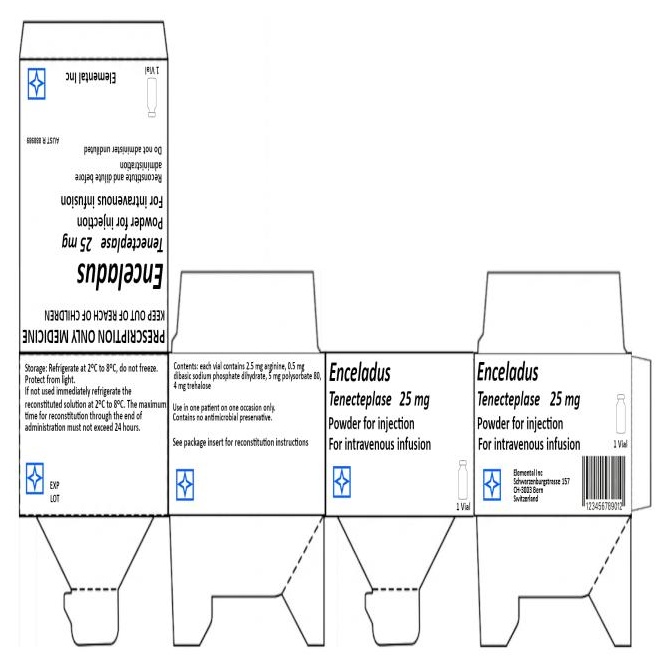 PRESCRIPTION ONLY MEDICINE
KEEP OUT OF REACH OF CHILDREN
Enceladus
Tenecteplase 25 mg
Powder for injection
For intravenous infusion
Reconstitute and dilute before
administration
Do not administer undiluted
AUST R
1 Vial
Elemental Inc
Storage: Refrigerate at 2°C to 8°C, do not freeze.
Protect from light.
If not used immediately refrigerate the
reconstituted solution at 2°C to 8°C. The maximum
time for reconstitution through the end of
administration must not exceed 24 hours.
EXP
LOT
Contents: each vial contains 2.5 mg arginine, 0.5 mg
dibasic sodium phosphate dihydrate, 5 mg polysorbate 80,
4 mg trehalose
Use in one patient on one occasion only.
Contains no antimicrobial preservative.
See package insert for reconstitution instructions
Enceladus
Tenecteplase 25 mg
Powder for injection
For intravenous infusion
1 Vial
Enceladus
Tenecteplase 25 mg
Powder for injection
For intravenous infusion
1 Vial
Elemental Inc
Schwarzenburgstrasse 157
CH-3003 Bern
Switzerland
123456789012